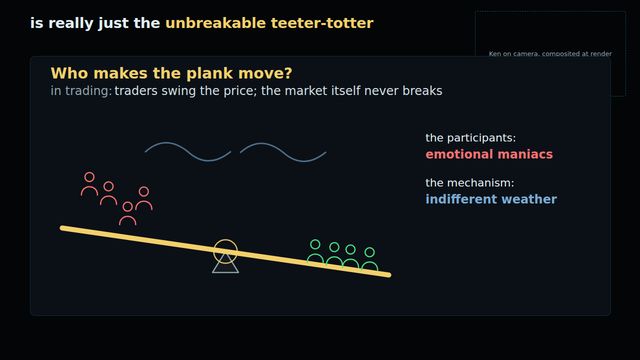 is really just the unbreakable teeter-totter
Ken on camera, composited at render
Who makes the plank move?
in trading: traders swing the price; the market itself never breaks
the participants:
emotional maniacs
the mechanism:
indifferent weather